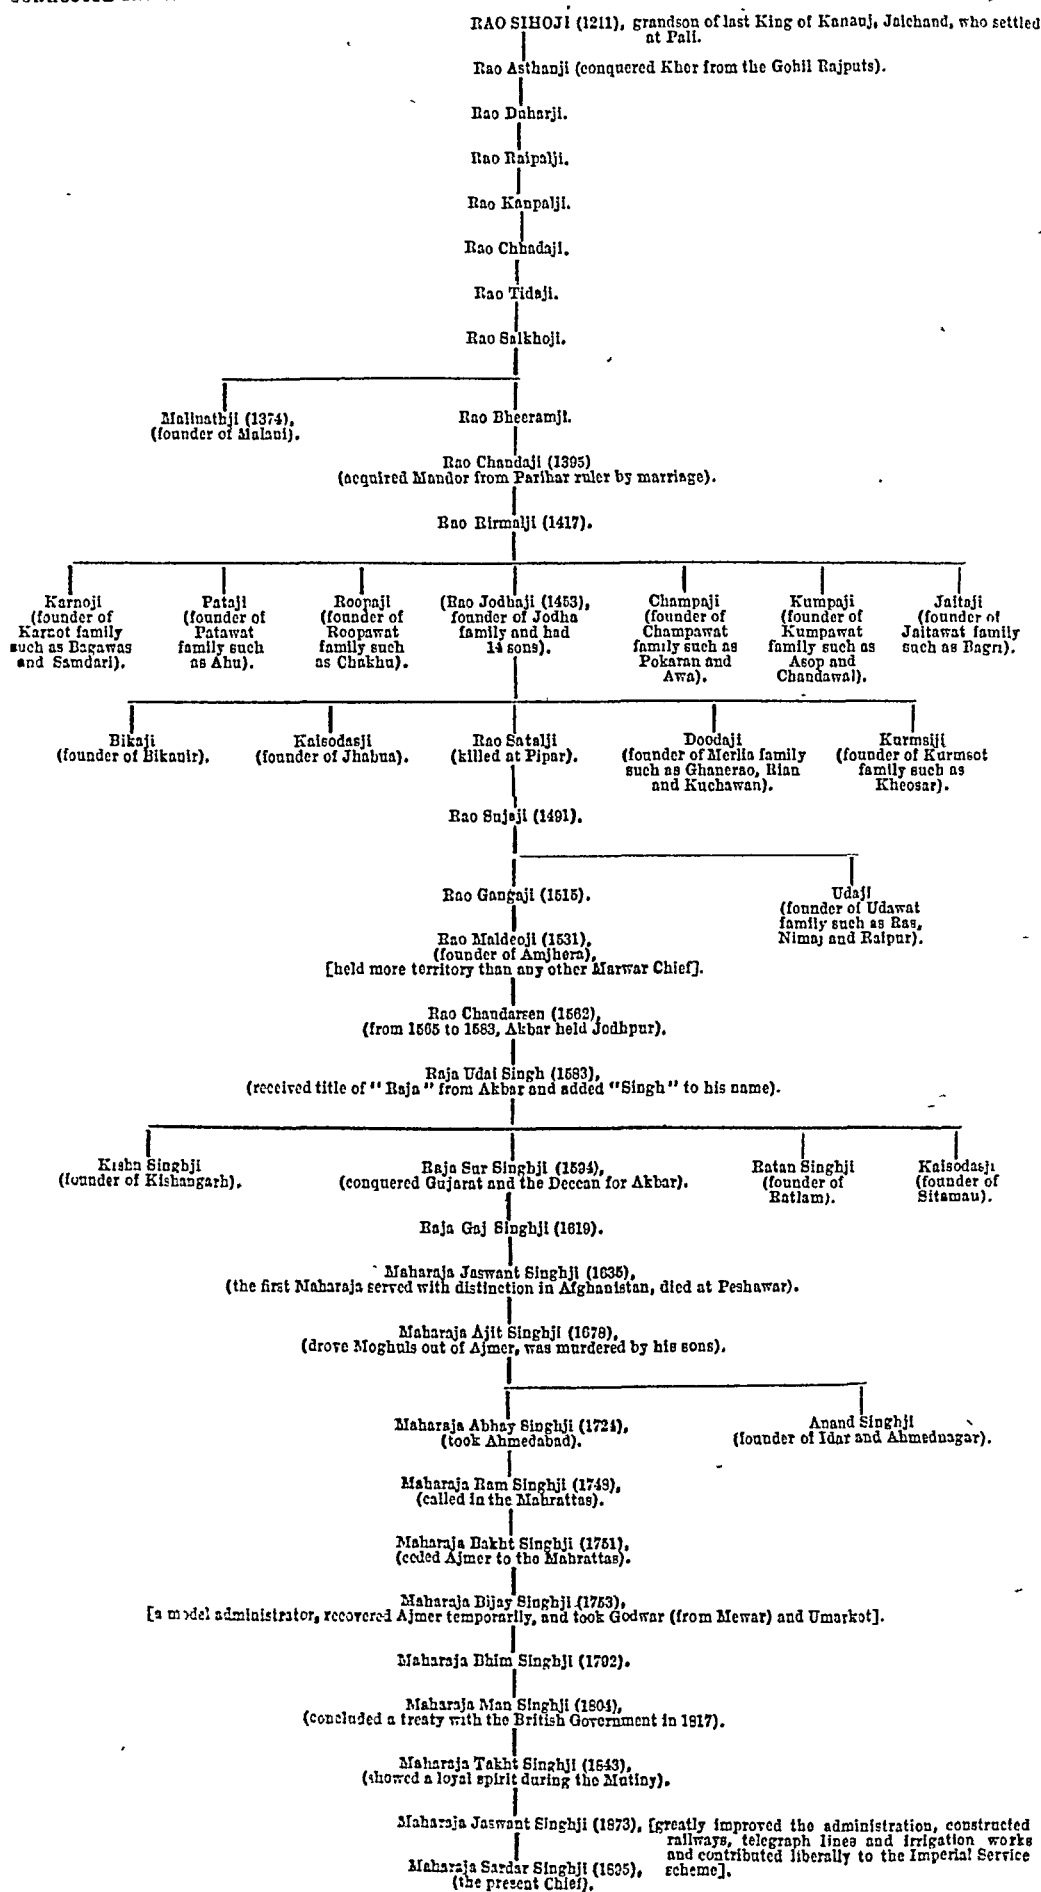 RAO SIHOJI (1211), grandson of last King of Kanauj, Jaichand, who settled
at Pali.
Rao Asthanji (conquered Kher from the Gohil Rajputs).
Rao Duharji.
Rao Raipalji.
Rao Kanpalji.
Rao Chhadaji.
Rao Tidaji.
Rao Salkhoji.
Mallnathji (1374),
(founder of Malani).
Rao Bheeramji.
Rao Chandaji (1395)
(acquired Mandor from Parihar ruler by marriage).
Rao Rirmalji (1417).
Karnoji
(founder of
Karnot family
such as Bagawas
and Samdari).
Pataji
(founder of
Patawat
family such
as Ahu).
Roopaji
(founder of
Roopawat
family such
as Chakhu).
(Rao Jodhaji (1453),
founder of Jodha
family and had
14 sons).
Champaji
(founder of
Champawat
family such as
Pokaran and
Awa).
Kumpaji
(founder of
Kumpawat
family such as
Asop and
Chandawal).
Jaitaji
(founder of
Jaitawat family
such as Bagri).
Bikaji
(founder of Bikanir).
Kaisodasji
(founder of Jhabua).
Rao Satalji
(killed at Pipar).
Doodaji
(founder of Mertia family
such as Ghanerao, Rian
and Kuchawan).
Kurmsiji
(founder of Kurmsot
family such as
Kheosar).
Rao Sujaji (1491).
Rao Gangaji (1515).
Udaji
(founder of Udawat
family such as Ras,
Nimaj and Raipur).
Rao Maldeoji (1531),
(founder of Amjhera),
[held more territory than any other Marwar Chief].
Rao Chandarsen (1562),
(from 1565 to 1583, Akbar held Jodhpur).
Raja Udai Singh (1583),
(received title of "Raja" from Akbar and added "Singh" to his name).
Kishn Singhji
(founder of Kishangarh).
Raja Sur Singhji (1594),
(conquered Gujarat and the Deccan for Akbar).
Ratan Singhji
(founder of
Ratlam).
Kaisodasji
(founder of
Sitamau).
Raja Gaj Singhji (1619).
Maharaja Jaswant Singhji (1635),
(the first Maharaja served with distinction in Afghanistan, died at Peshawar).
Maharaja Ajit Singhji (1678),
(drove Moghuls out of Ajmer, was murdered by his sons).
Maharaja Abhay Singhji (1724),
(took Ahmedabad).
Anand Singhji
(founder of Idar and Ahmednagar).
Maharaja Ram Singhji (1749),
(called in the Mahrattas).
Maharaja Bakht Singhji (1751),
(ceded Ajmer to the Mahrattas).
Maharaja Bijay Singhji (1753),
[a model administrator, recovered Ajmer temporarily, and took Godwar (from Mewar) and Umarkot].
Maharaja Bhim Singhji (1792).
Maharaja Man Singhji (1804),
(concluded a treaty with the British Government in 1817).
Maharaja Takht Singhji (1843),
(showed a loyal spirit during the Mutiny).
Maharaja Jaswant Singhji (1873), [greatly improved the administration, constructed
railways, telegraph lines and irrigation works
and contributed liberally to the Imperial Service
scheme].
Maharaja Sardar Singhji (1895),
(the present Chief).